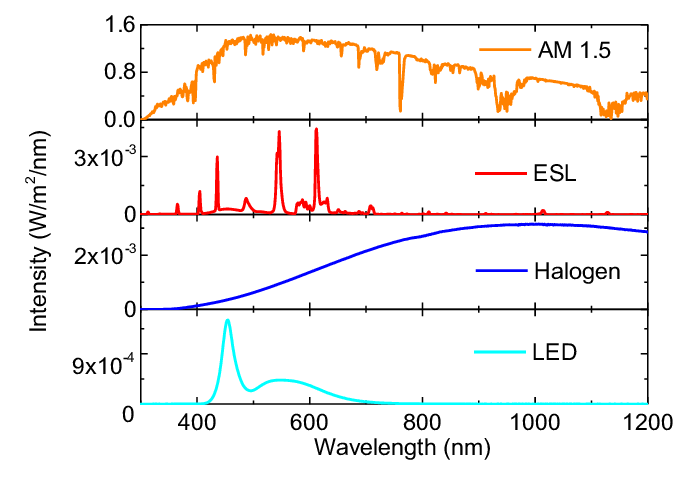 1.6
AM 1.5
0.8
0.0
3x10⁻³
ESL
0
2x10⁻³
Halogen
0
9x10⁻⁴
LED
0
400 600 800 1000 1200
Wavelength (nm)
Intensity (W/m²/nm)